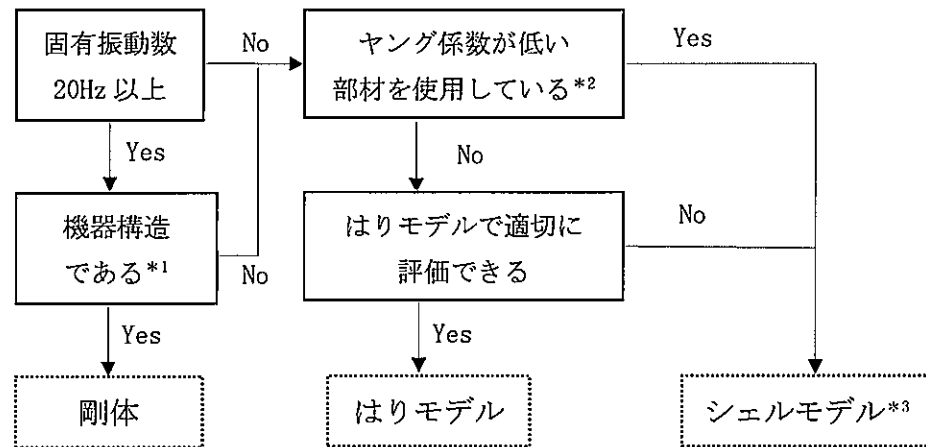 固有振動数
20Hz 以上
No
ヤング係数が低い
部材を使用している*2
Yes
Yes
No
機器構造
である*1
No
はりモデルで適切に
評価できる
No
Yes
Yes
剛体
はりモデル
シェルモデル*3